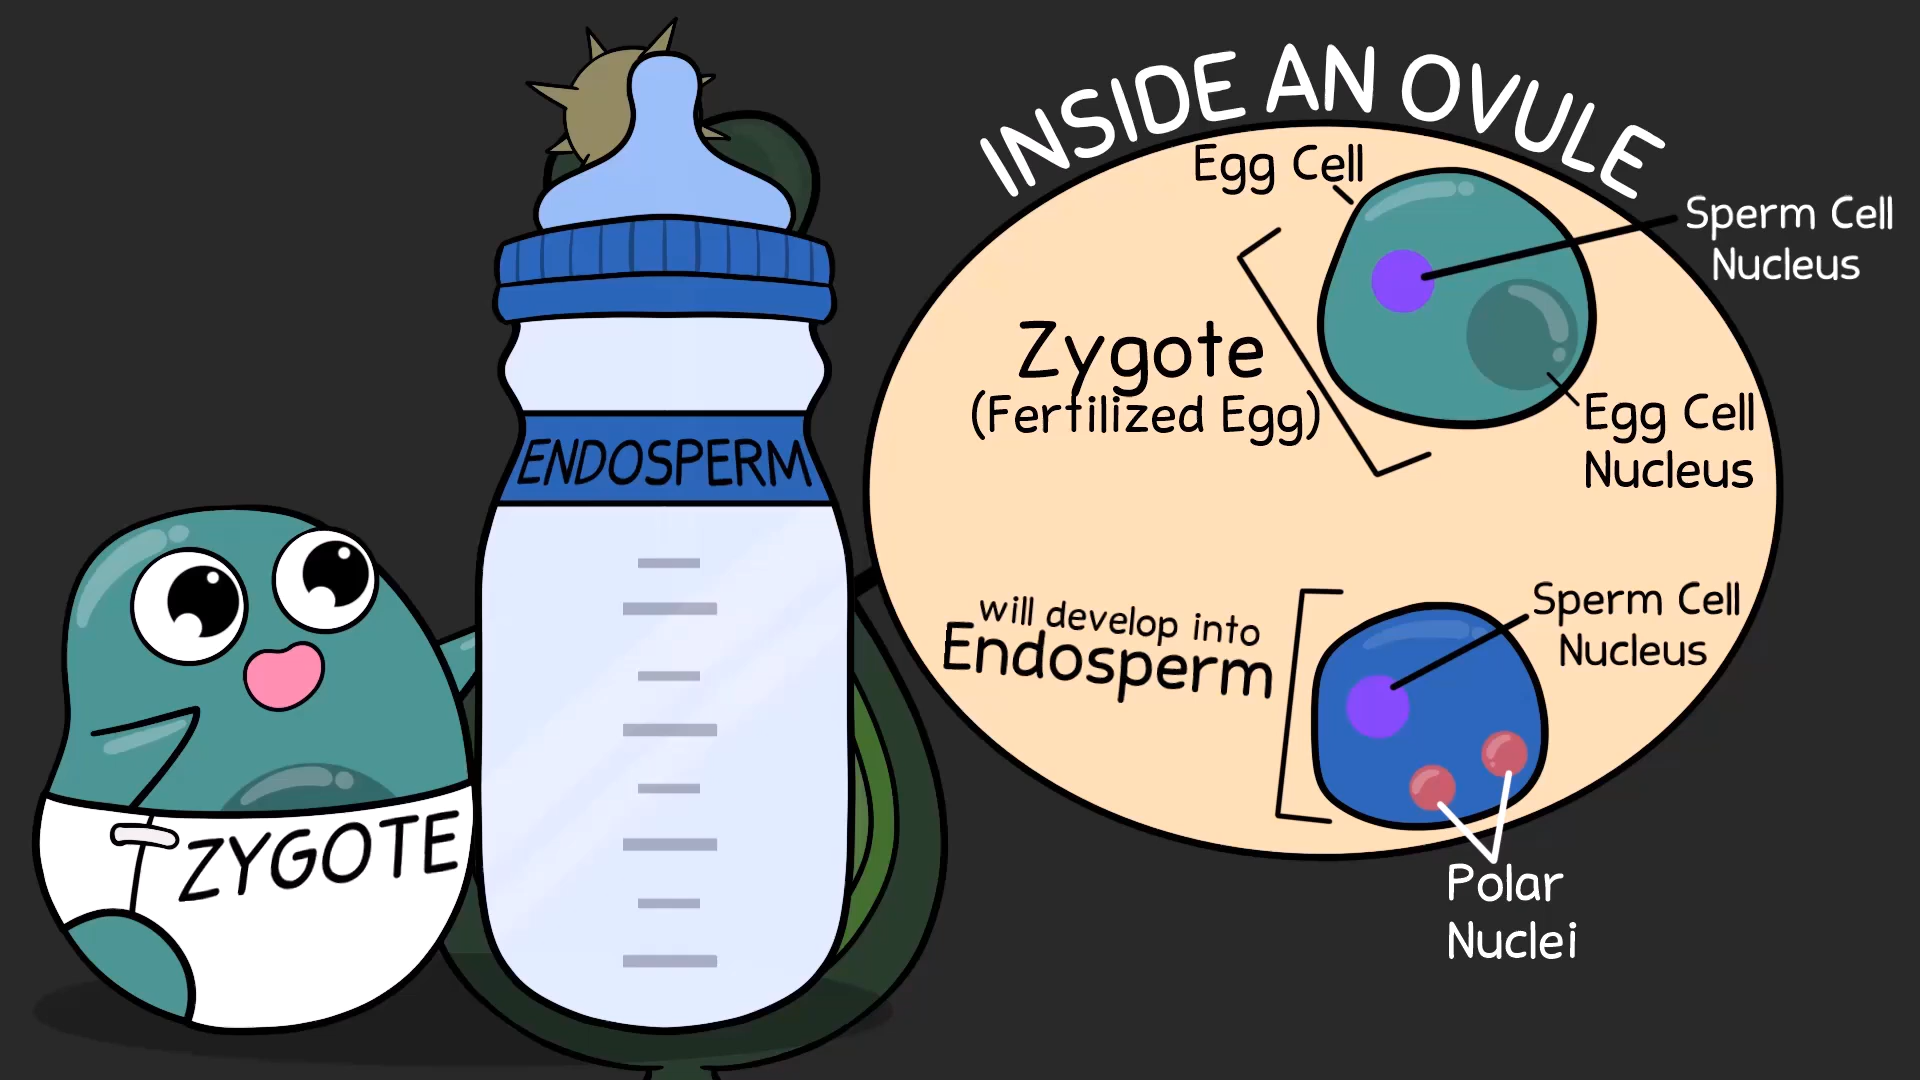 INSIDE AN OVULE
Egg Cell
Sperm Cell
Nucleus
Zygote
(Fertilized Egg)
Egg Cell
Nucleus
ENDOSPERM
will develop into
Endosperm
Sperm Cell
Nucleus
ZYGOTE
Polar
Nuclei